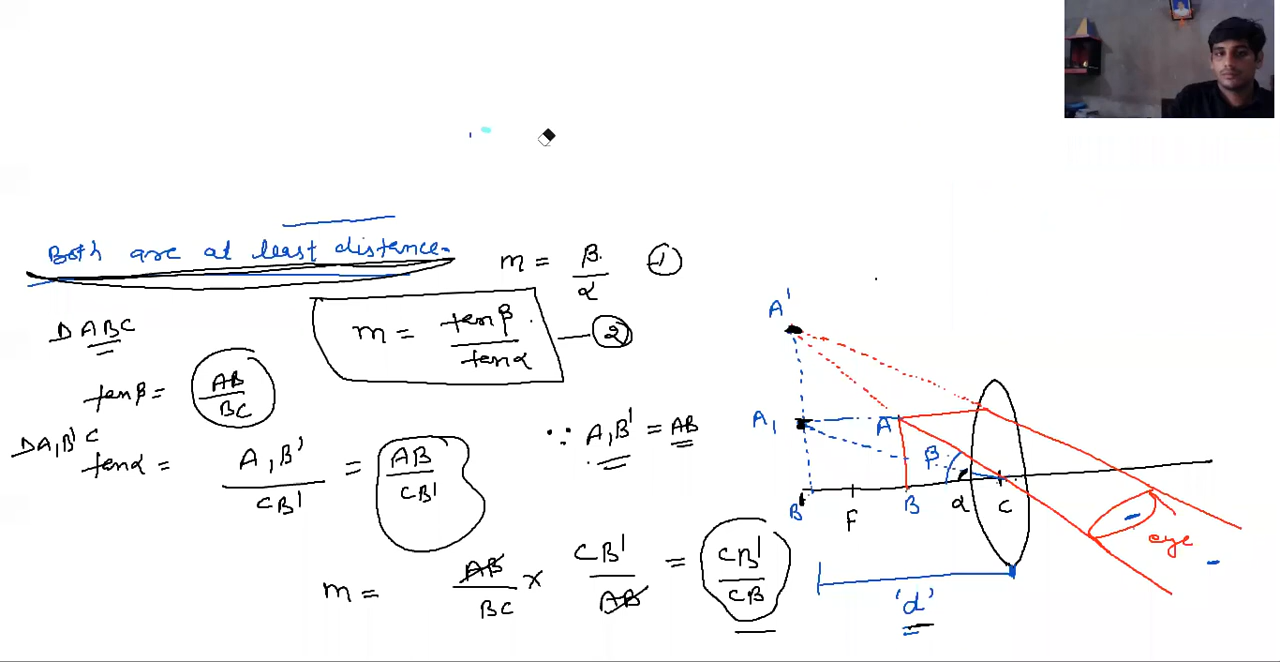 Both are at least distance.
m = β/α —①
△ABC
m = tanβ/tanα —②
tanβ = AB/BC
△A₁B'C
tanα = A₁B'/CB' = AB/CB'
∵ A₁B' = AB
m = AB/BC × CB'/AB = CB'/CB
A'
A₁
A
β
B'
F
B
α
C
eye
'd'